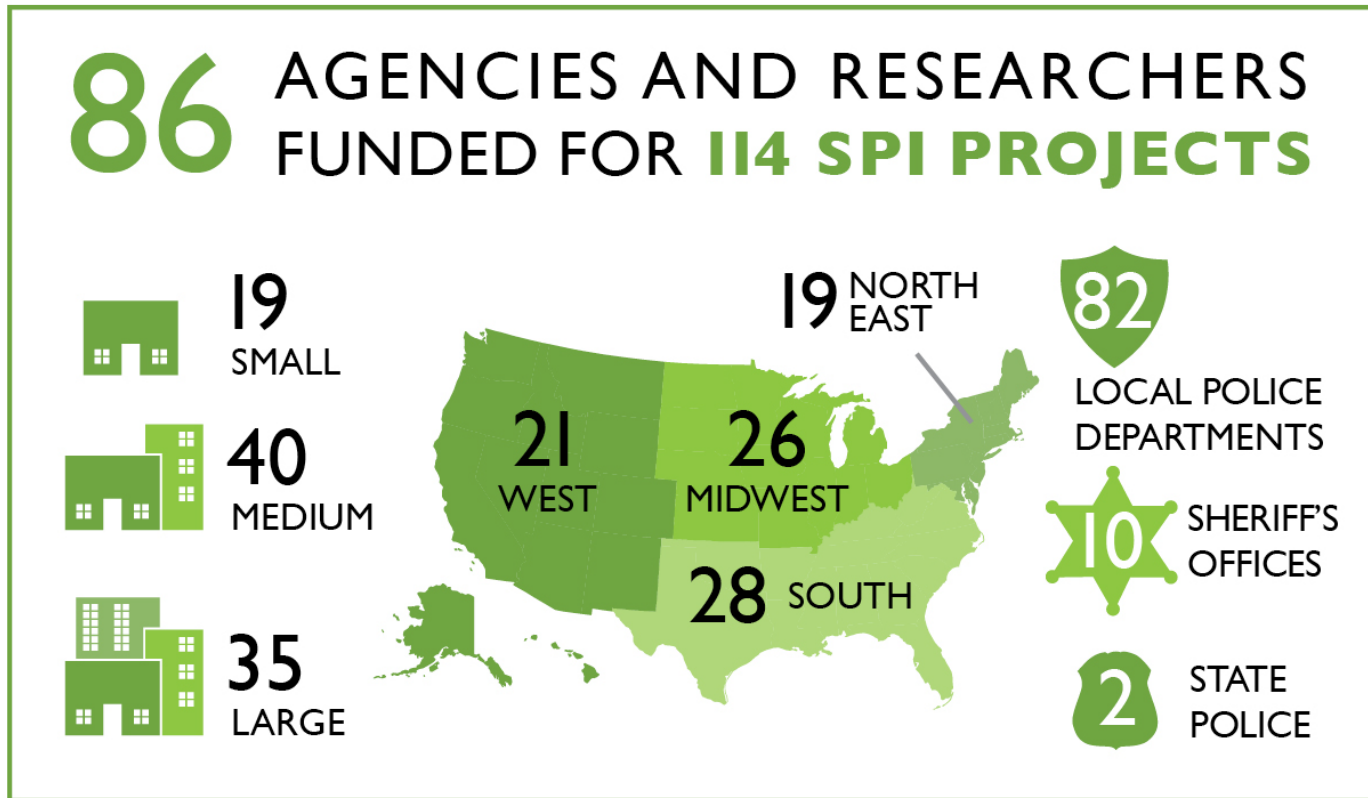 86 AGENCIES AND RESEARCHERS
FUNDED FOR 114 SPI PROJECTS
19
SMALL
40
MEDIUM
35
LARGE
19 NORTH
EAST
21
WEST
26
MIDWEST
28 SOUTH
82
LOCAL POLICE
DEPARTMENTS
10
SHERIFF'S
OFFICES
2
STATE
POLICE